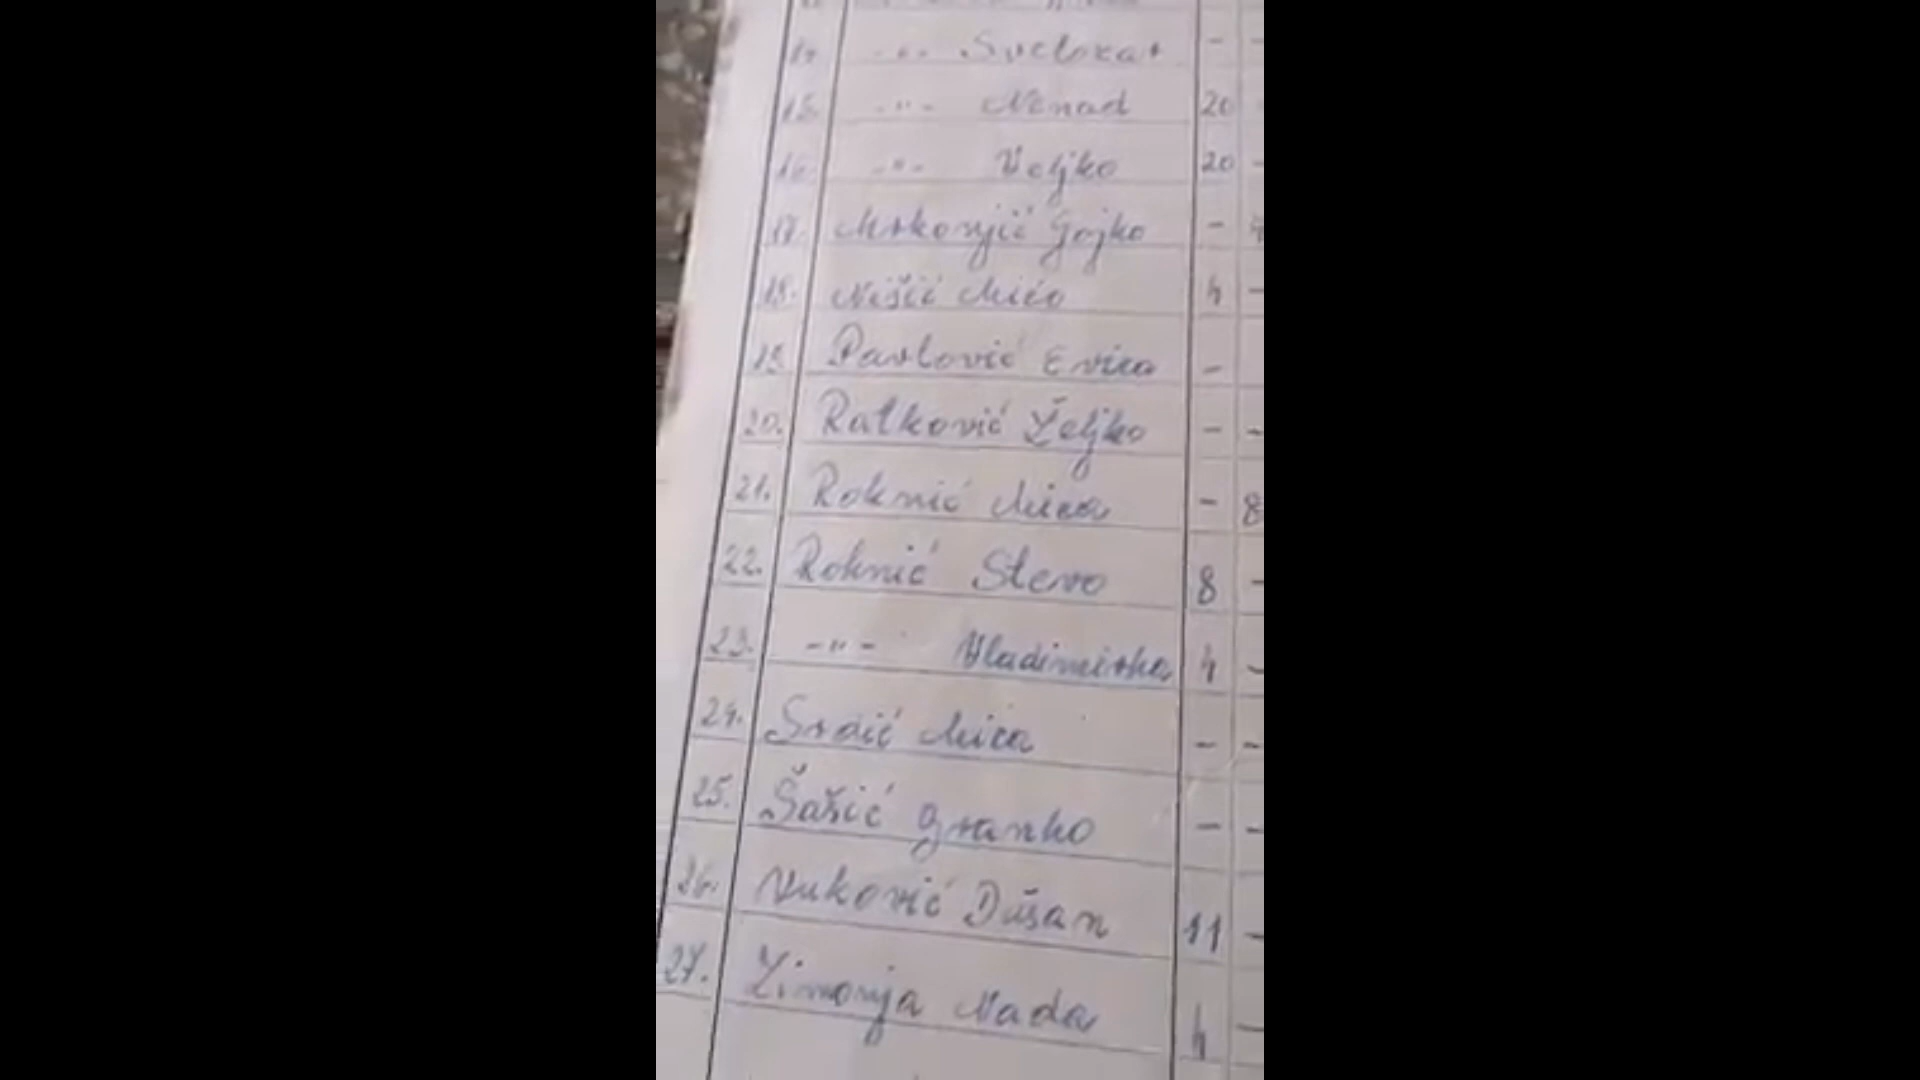 14. -"- Svetozar -
15. -"- Nenad 20
16. -"- Veljko 20 -
17. Mrkonjić Gojko - 4
18. Nišić Mićo 4 -
19. Pavlović Evica -
20. Ratković Željko - -
21. Roknić Mica - 8
22. Roknić Stevo 8 -
23. -"- Vladimirka 4 -
24. Srdić Mica - -
25. Šašić Branko - -
26. Vuković Dušan 11 -
27. Zimonja Nada 4 -